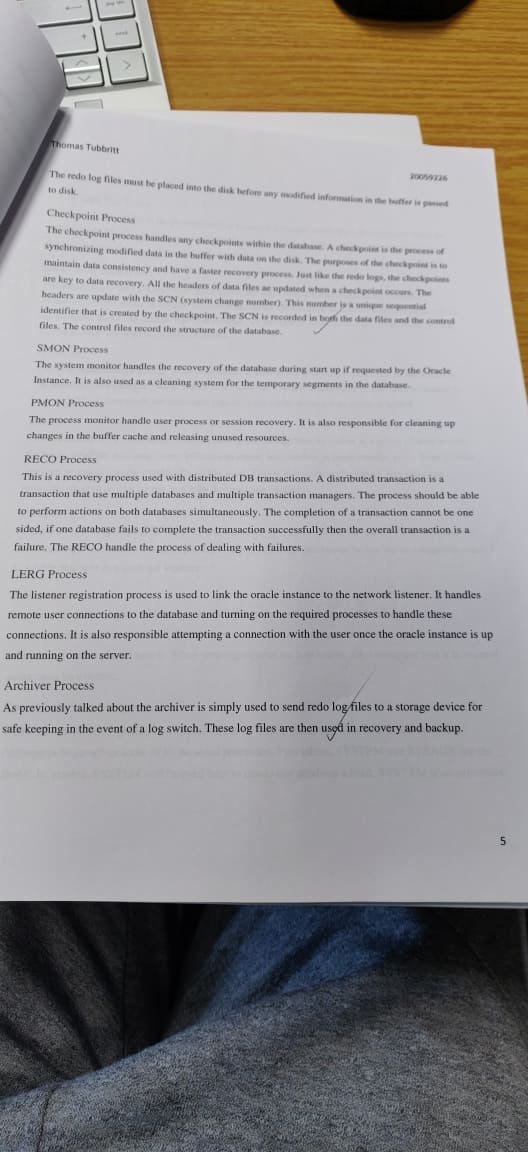 Thomas Tubbritt
20059226
The redo log files must be placed into the disk before any modified information in the buffer is passed
to disk.
Checkpoint Process
The checkpoint process handles any checkpoints within the database. A checkpoint is the process of
synchronizing modified data in the buffer with data on the disk. The purposes of the checkpoint is to
maintain data consistency and have a faster recovery process. Just like the redo logs, the checkpoints
are key to data recovery. All the headers of data files ae updated when a checkpoint occurs. The
headers are update with the SCN (system change number). This number is a unique sequential
identifier that is created by the checkpoint. The SCN is recorded in both the data files and the control
files. The control files record the structure of the database.
SMON Process
The system monitor handles the recovery of the database during start up if requested by the Oracle
Instance. It is also used as a cleaning system for the temporary segments in the database.
PMON Process
The process monitor handle user process or session recovery. It is also responsible for cleaning up
changes in the buffer cache and releasing unused resources.
RECO Process
This is a recovery process used with distributed DB transactions. A distributed transaction is a
transaction that use multiple databases and multiple transaction managers. The process should be able
to perform actions on both databases simultaneously. The completion of a transaction cannot be one
sided, if one database fails to complete the transaction successfully then the overall transaction is a
failure. The RECO handle the process of dealing with failures.
LERG Process
The listener registration process is used to link the oracle instance to the network listener. It handles
remote user connections to the database and turning on the required processes to handle these
connections. It is also responsible attempting a connection with the user once the oracle instance is up
and running on the server.
Archiver Process
As previously talked about the archiver is simply used to send redo log files to a storage device for
safe keeping in the event of a log switch. These log files are then used in recovery and backup.
5